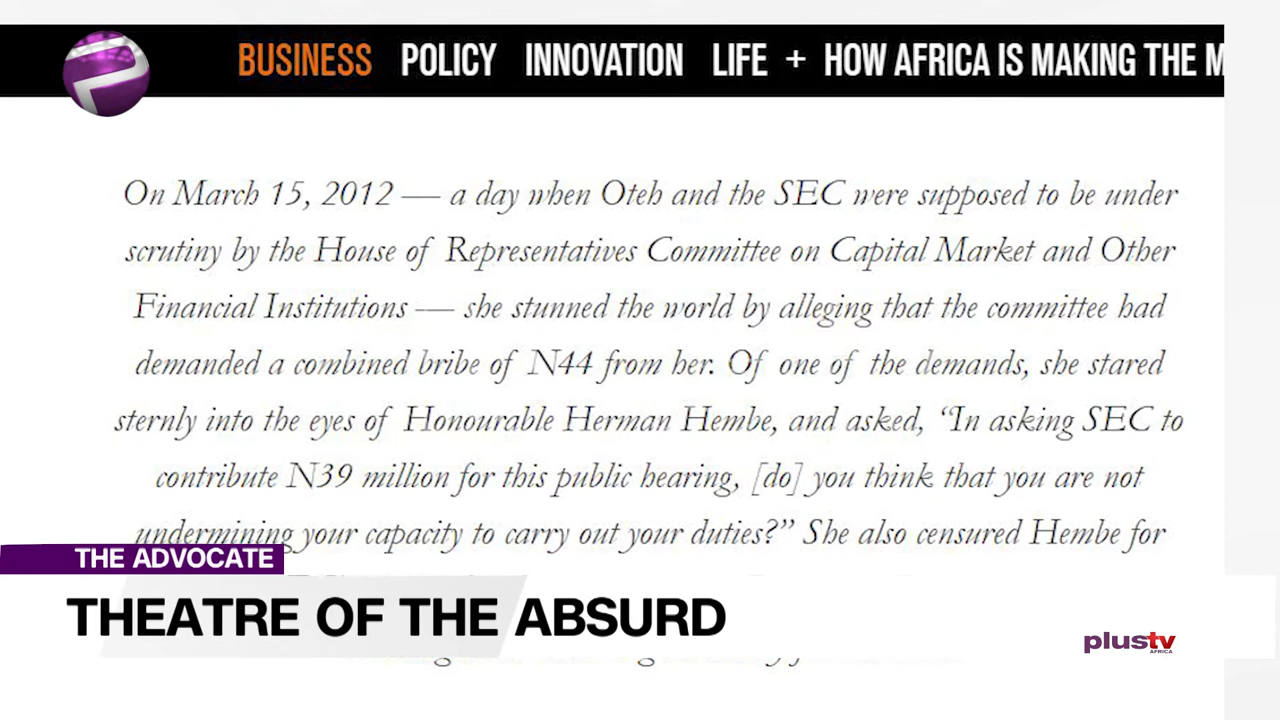 BUSINESS POLICY INNOVATION LIFE + HOW AFRICA IS MAKING THE M
On March 15, 2012 — a day when Oteh and the SEC were supposed to be under
scrutiny by the House of Representatives Committee on Capital Market and Other
Financial Institutions — she stunned the world by alleging that the committee had
demanded a combined bribe of N44 from her. Of one of the demands, she stared
sternly into the eyes of Honourable Herman Hembe, and asked, “In asking SEC to
contribute N39 million for this public hearing, [do] you think that you are not
undermining your capacity to carry out your duties?” She also censured Hembe for
THE ADVOCATE
THEATRE OF THE ABSURD
plustv
AFRICA